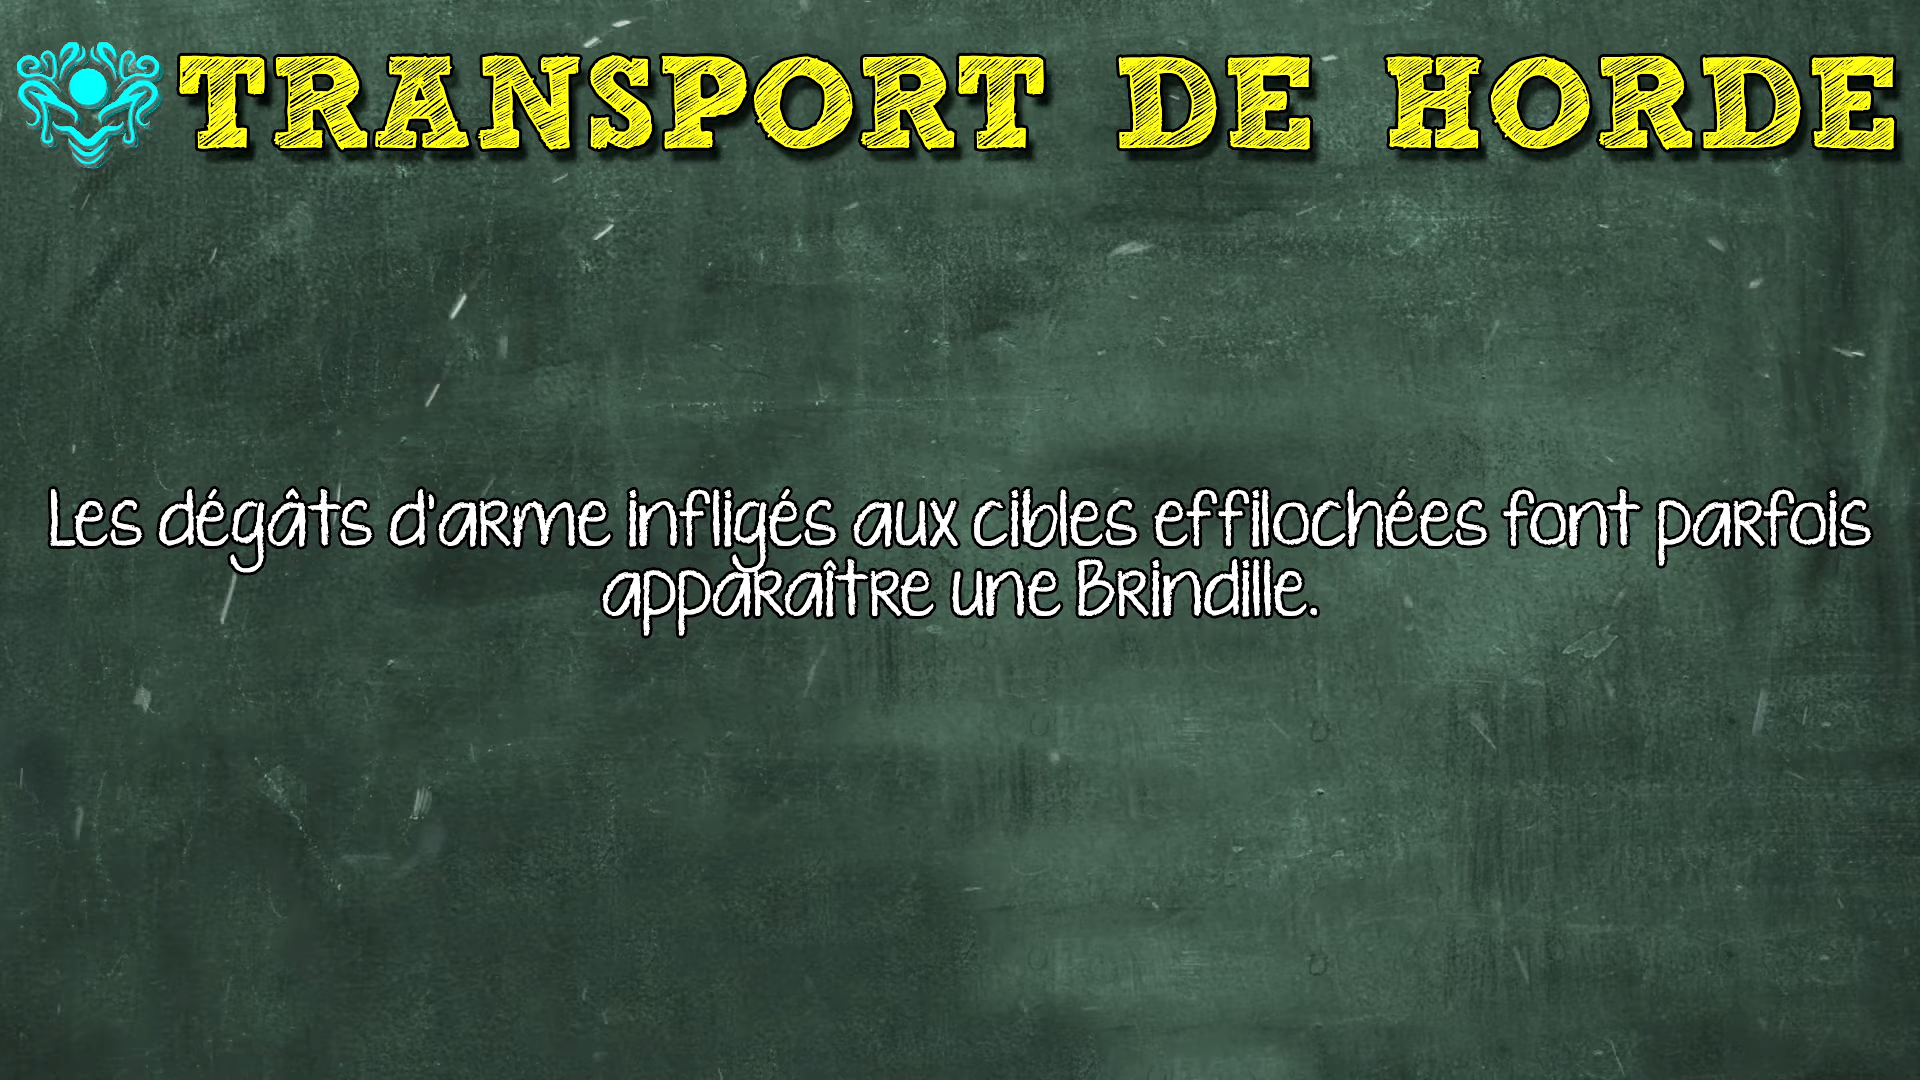 TRANSPORT DE HORDE
Les dégâts d'arme infligés aux cibles effilochées font parfois
apparaître une Brindille.